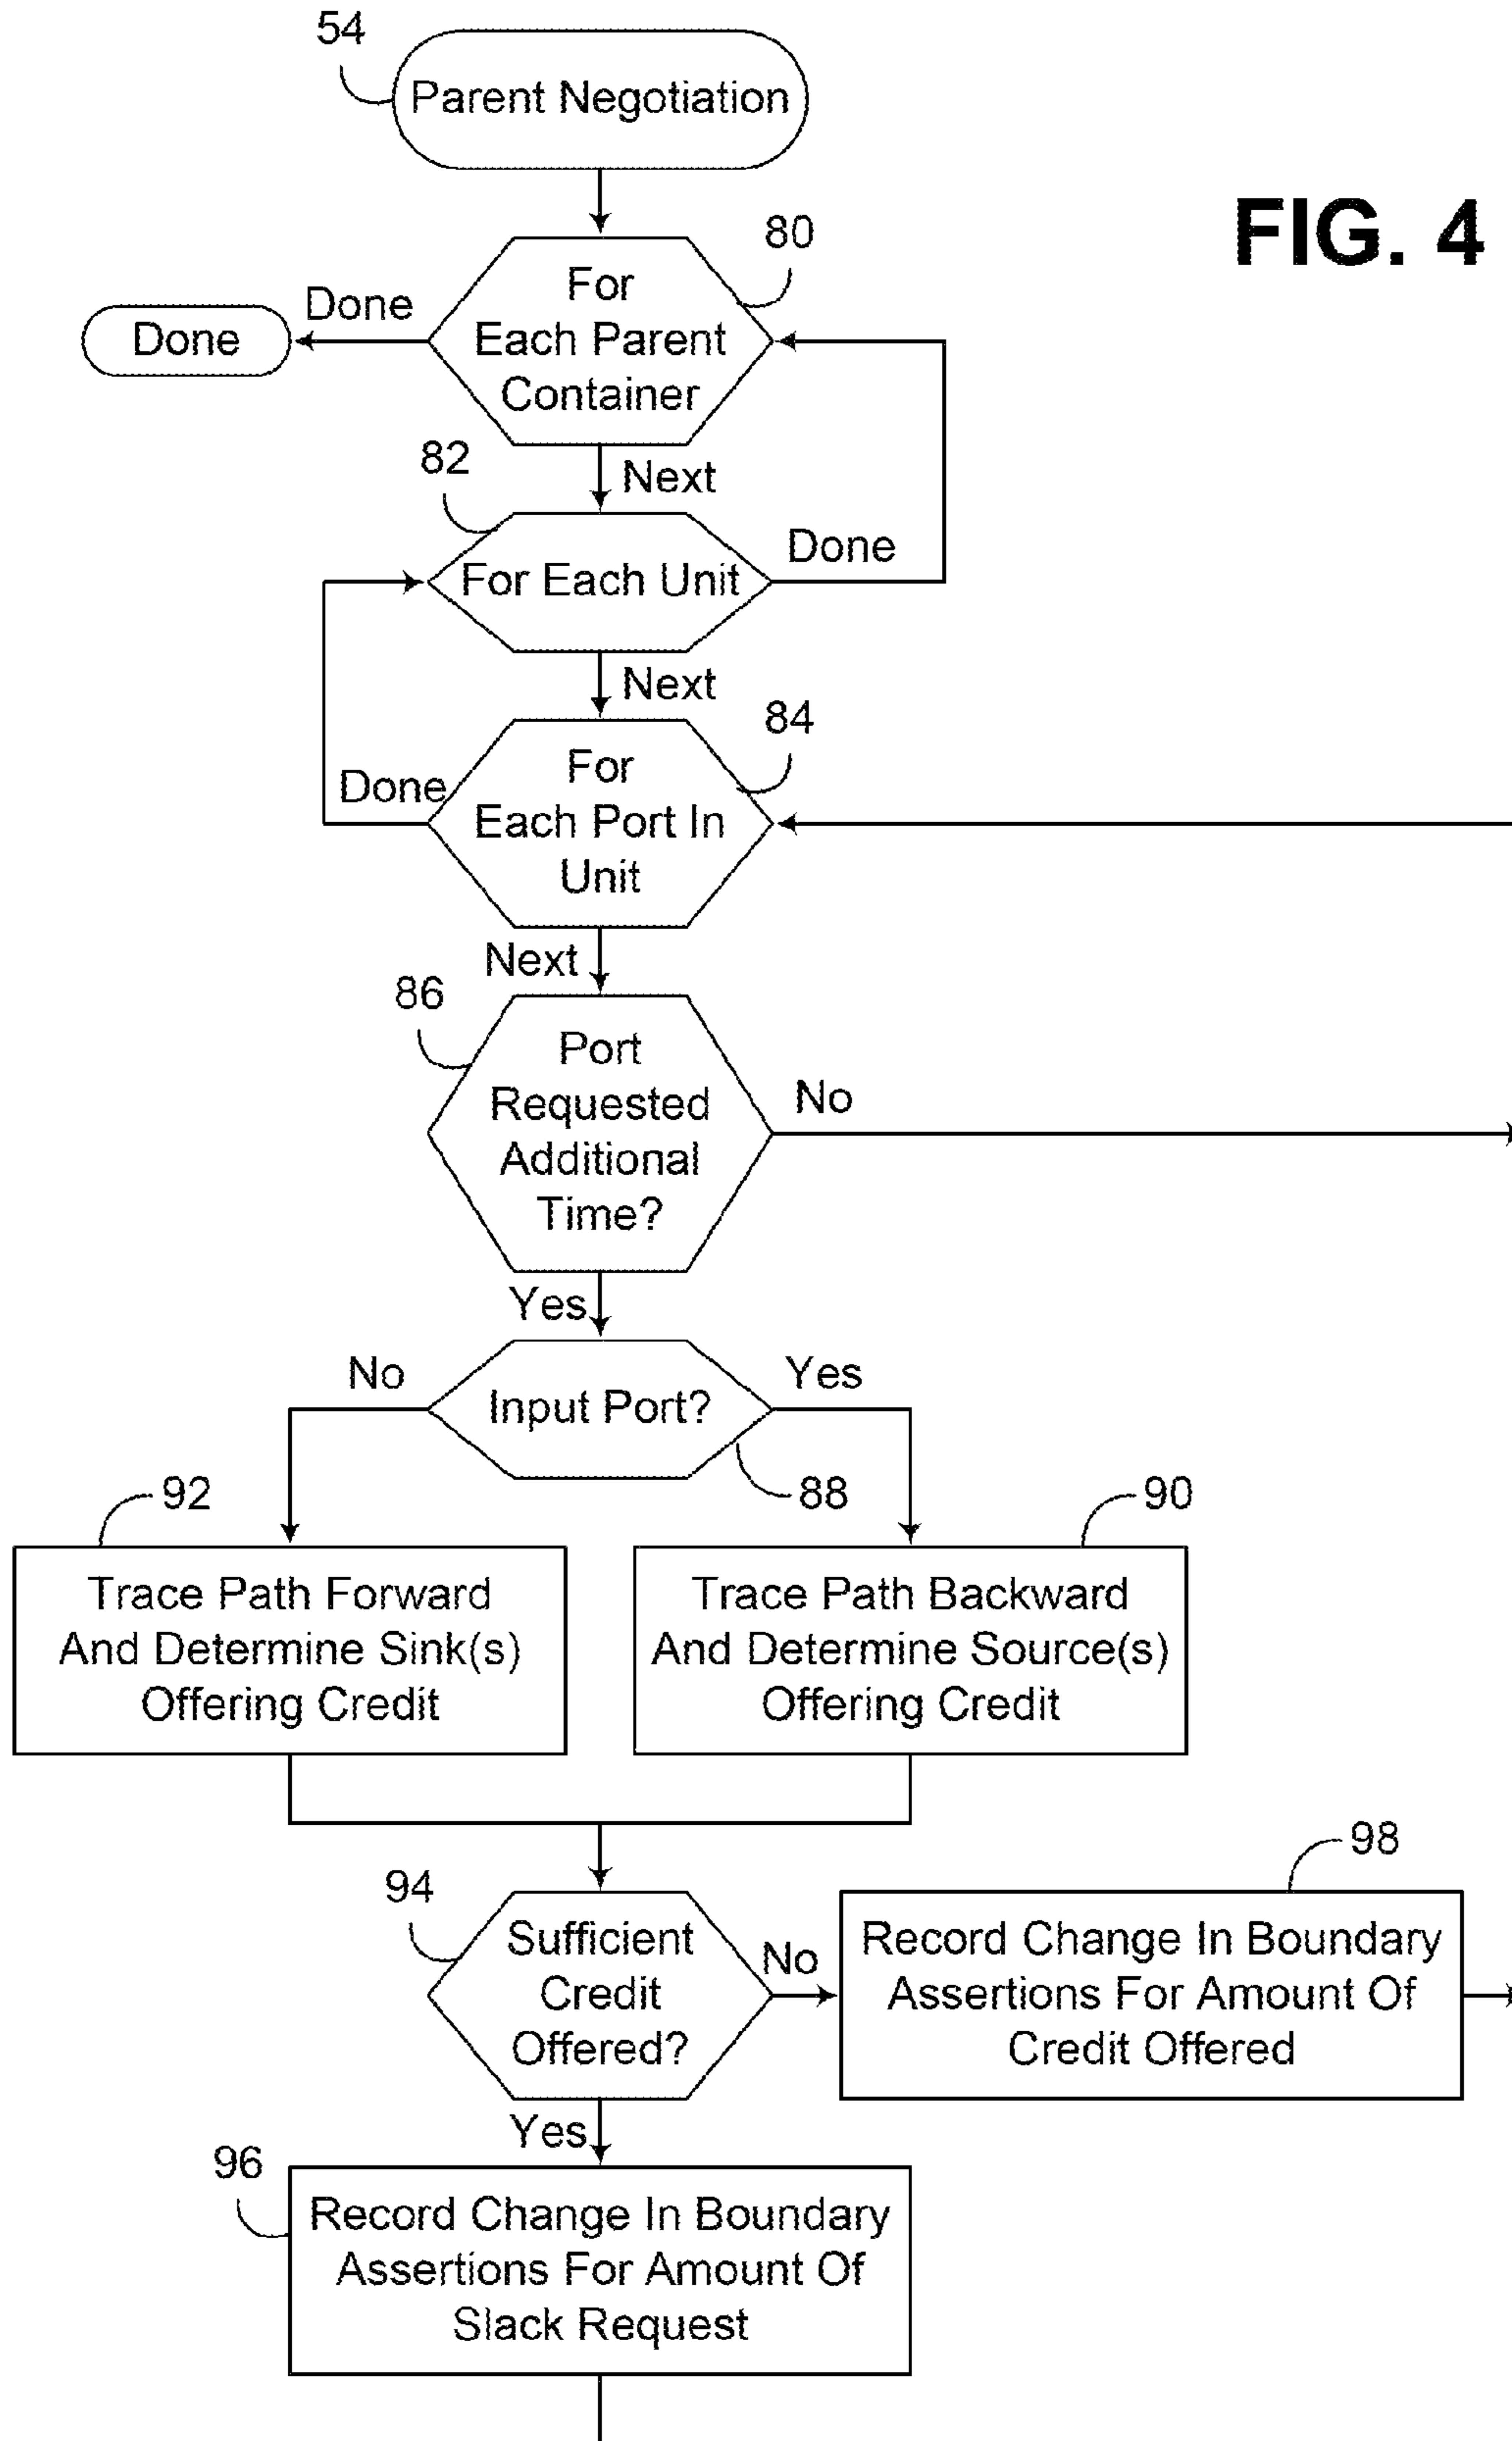 54
Parent Negotiation
FIG. 4
80
For
Each Parent
Container
Done
Done
Next
82
For Each Unit
Done
Next
84
For
Each Port In
Unit
Done
Next
86
Port
Requested
Additional
Time?
No
Yes
Input Port?
No
Yes
88
92
90
Trace Path Forward
And Determine Sink(s)
Offering Credit
Trace Path Backward
And Determine Source(s)
Offering Credit
94
Sufficient
Credit
Offered?
No
98
Record Change In Boundary
Assertions For Amount Of
Credit Offered
Yes
96
Record Change In Boundary
Assertions For Amount Of
Slack Request